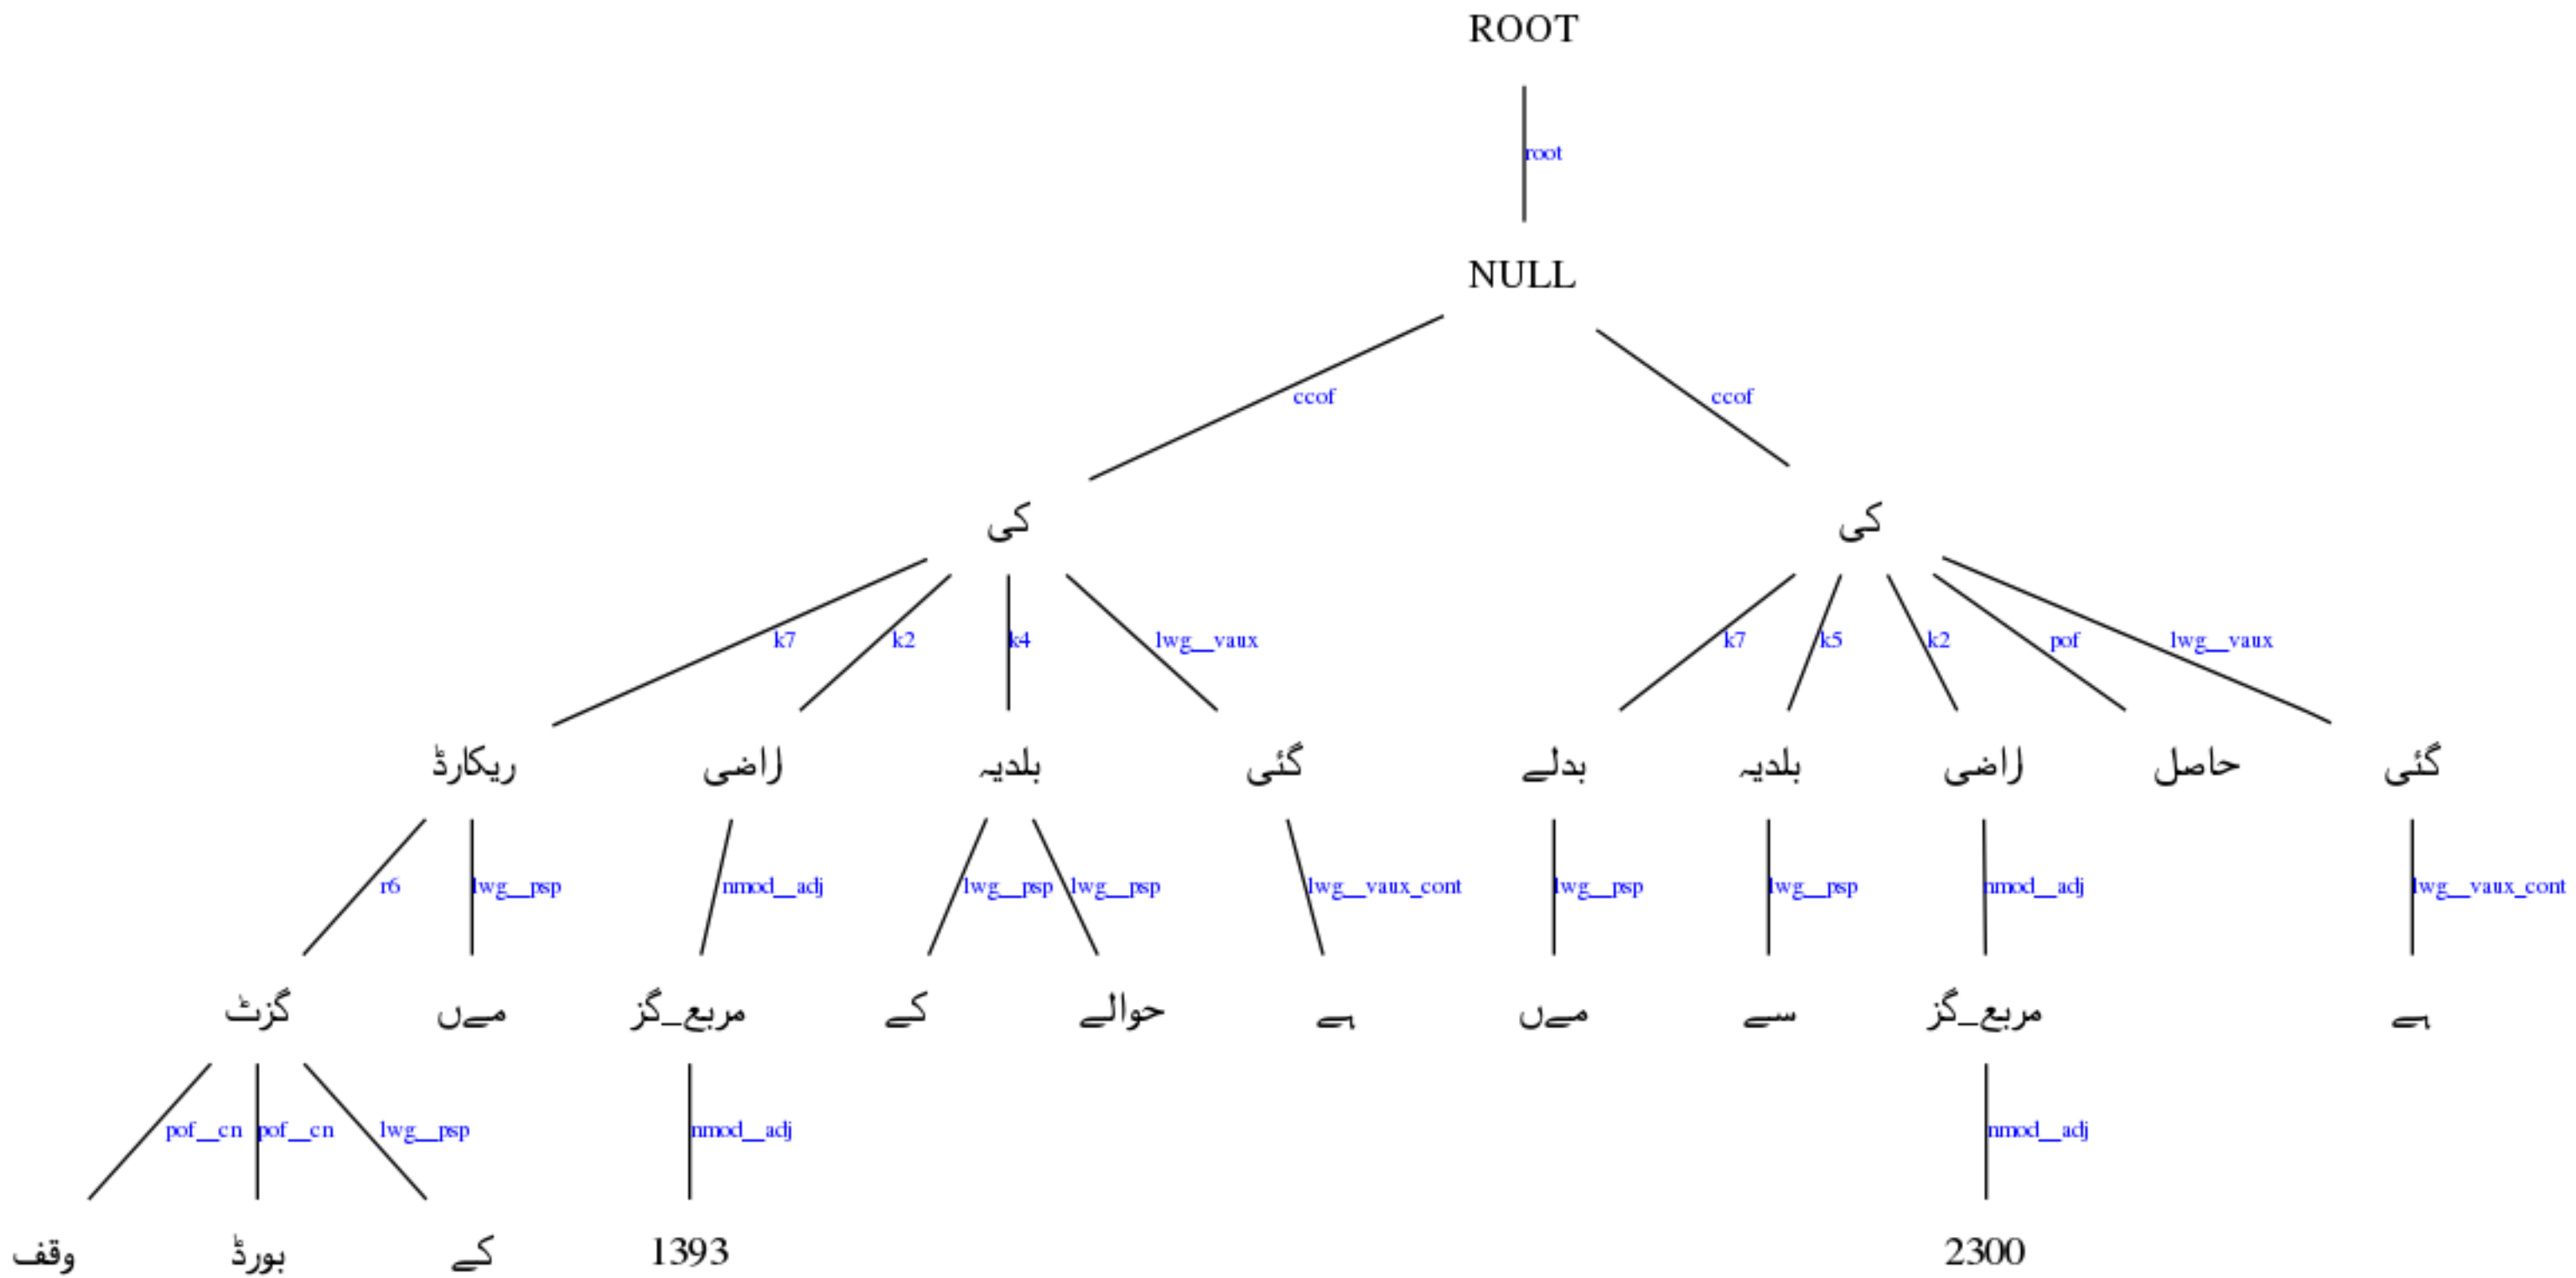 ROOT
root
NULL
ccof ccof
کی کی
k7 k2 k4 lwg__vaux k7 k5 k2 pof lwg__vaux
ریکارڈ اراضی بلدیہ گئی بدلے بلدیہ اراضی حاصل گئی
r6 lwg__psp nmod__adj lwg__psp lwg__psp lwg__vaux_cont lwg__psp lwg__psp nmod__adj lwg__vaux_cont
گزٹ مےں مربع_گز کے حوالے ہے مےں سے مربع_گز ہے
pof__cn pof__cn lwg__psp nmod__adj nmod__adj
وقف بورڈ کے 1393 2300